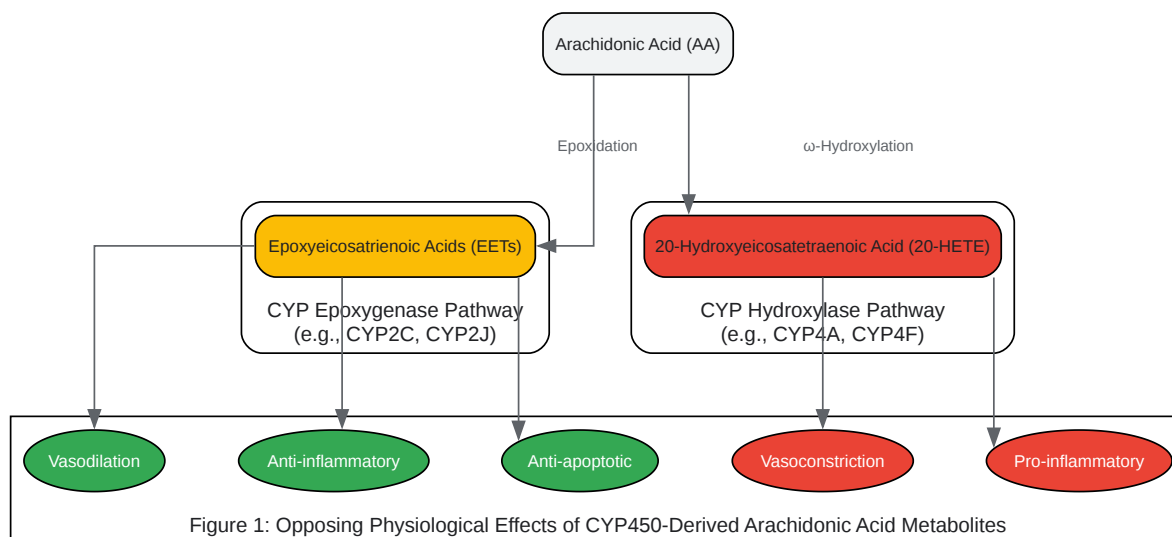 Arachidonic Acid (AA)
Epoxidation
ω-Hydroxylation
Epoxyeicosatrienoic Acids (EETs)
20-Hydroxyeicosatetraenoic Acid (20-HETE)
CYP Epoxygenase Pathway
(e.g., CYP2C, CYP2J)
CYP Hydroxylase Pathway
(e.g., CYP4A, CYP4F)
Vasodilation
Anti-inflammatory
Anti-apoptotic
Vasoconstriction
Pro-inflammatory
Figure 1: Opposing Physiological Effects of CYP450-Derived Arachidonic Acid Metabolites